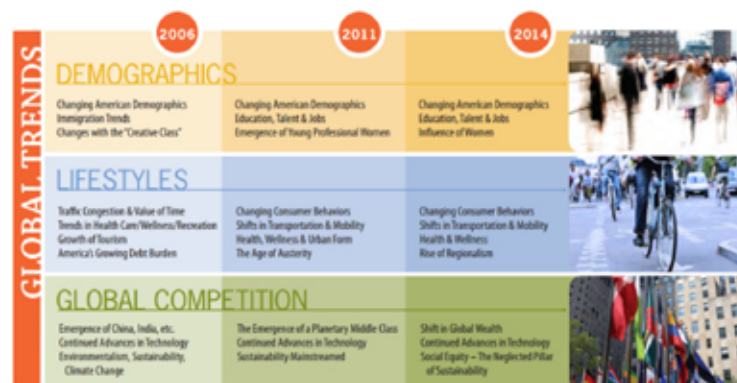 2006
2011
2014
GLOBAL TRENDS
DEMOGRAPHICS
Changing American Demographics
Immigration Trends
Changes with the "Creative Class"
Changing American Demographics
Education, Talent & Jobs
Emergence of Young Professional Women
Changing American Demographics
Education, Talent & Jobs
Influence of Women
LIFESTYLES
Traffic Congestion & Value of Time
Trends in Health Care/Wellness/Recreation
Growth of Tourism
America's Growing Debt Burden
Changing Consumer Behaviors
Shifts in Transportation & Mobility
Health, Wellness & Urban Form
The Age of Austerity
Changing Consumer Behaviors
Shifts in Transportation & Mobility
Health & Wellness
Rise of Regionalism
GLOBAL COMPETITION
Emergence of China, India, etc.
Continued Advances in Technology
Environmentalism, Sustainability,
Climate Change
The Emergence of a Planetary Middle Class
Continued Advances in Technology
Sustainability Mainstreamed
Shift in Global Wealth
Continued Advances in Technology
Social Equity – The Neglected Pillar
of Sustainability